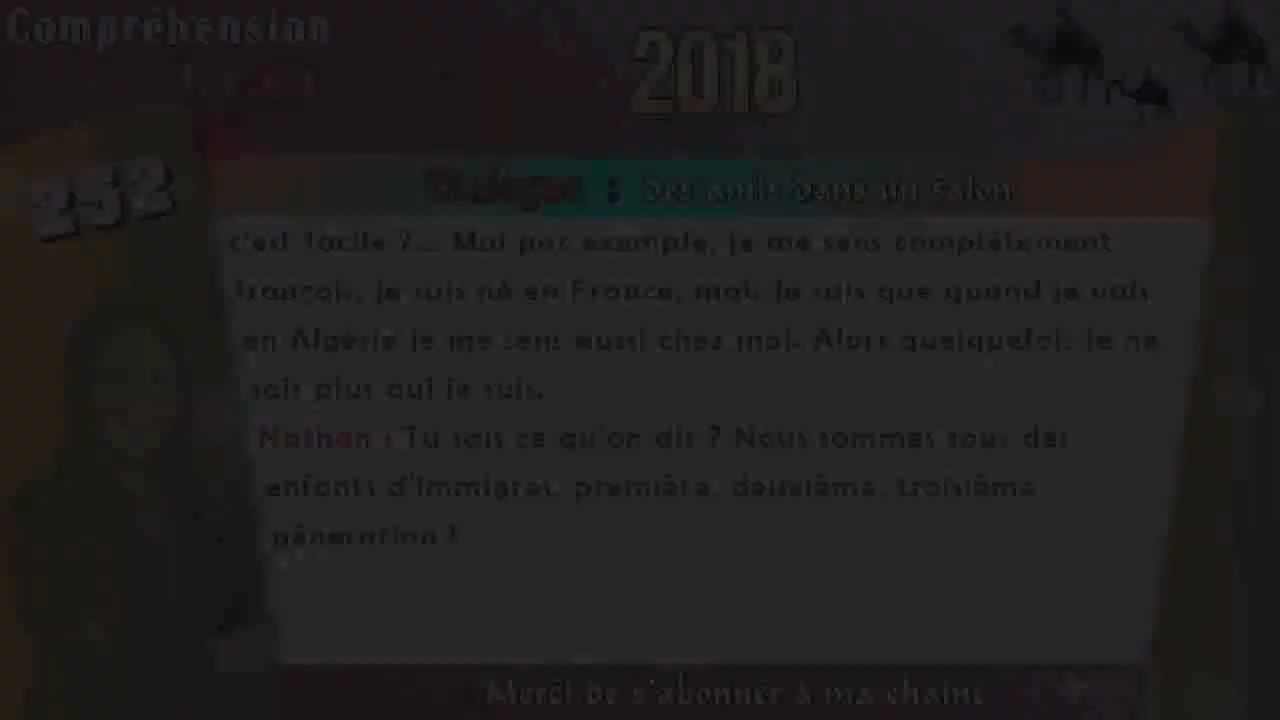 Compréhension
2018
252
Dialogue : dans un salon
c'est facile ?... Moi par exemple, je me sens complètement
français, je suis né en France, mais je sais que quand je vais
en Algérie je me sens aussi chez moi. Alors quelquefois je ne
sais plus qui je suis.
Nathan : Tu sais ce qu'on dit ? Nous sommes tous des
enfants d'immigrés, première, deuxième, troisième
génération !
Merci de s'abonner à ma chaîne